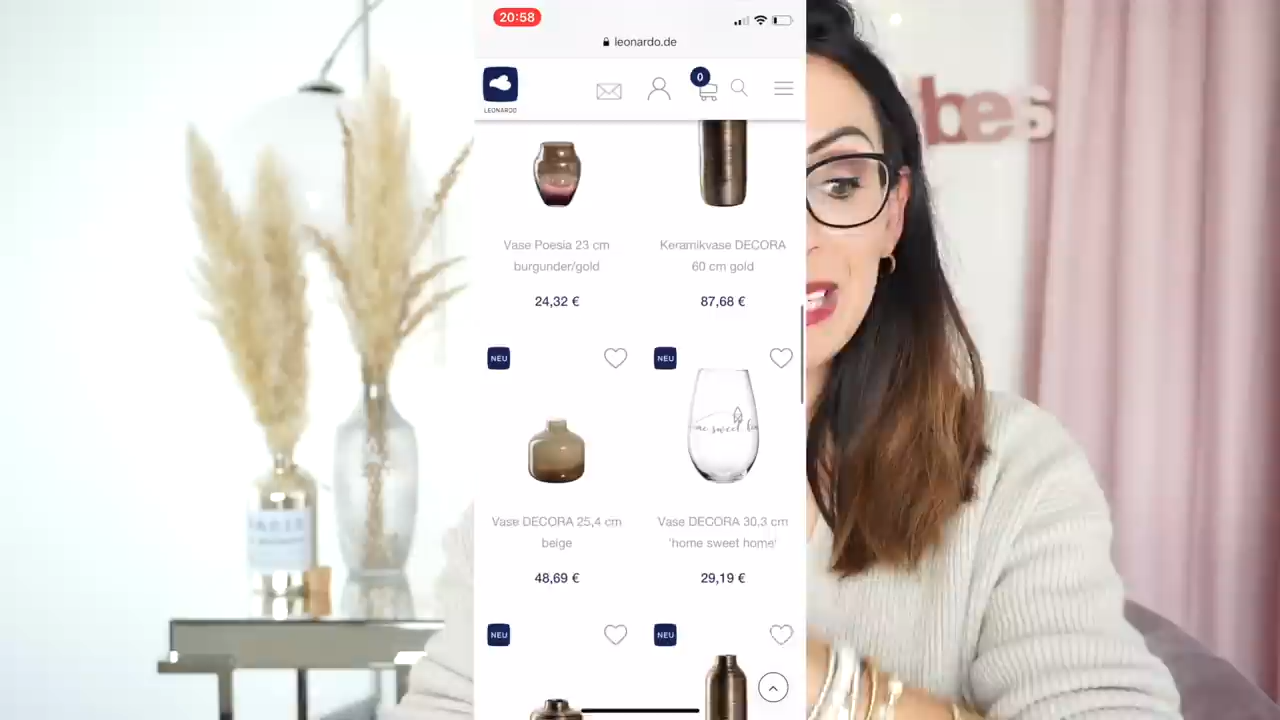 20:58
leonardo.de
LEONARDO
0
Vase Poesia 23 cm
burgunder/gold
24,32 €
Keramikvase DECORA
60 cm gold
87,68 €
NEU
NEU
Vase DECORA 25,4 cm
beige
48,69 €
Vase DECORA 30,3 cm
'home sweet home'
29,19 €
NEU
NEU